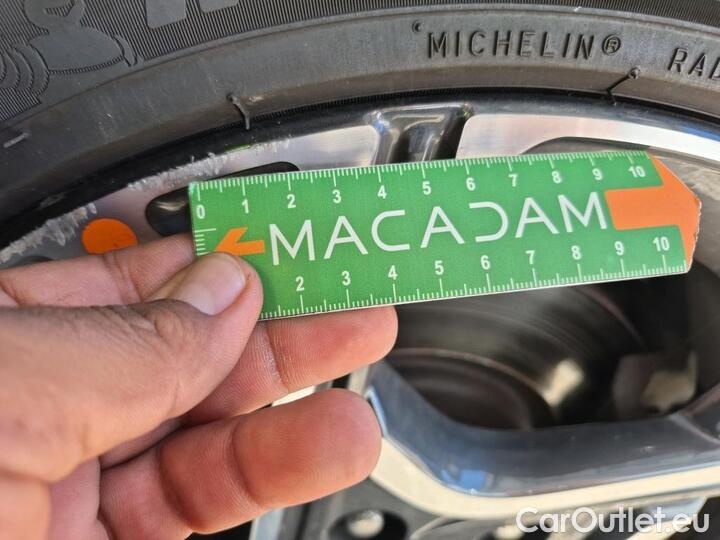 MICHELIN® RAD
0 1 2 3 4 5 6 7 8 9 10
MACADAM
2 3 4 5 6 7 8 9 10
CarOutlet.eu